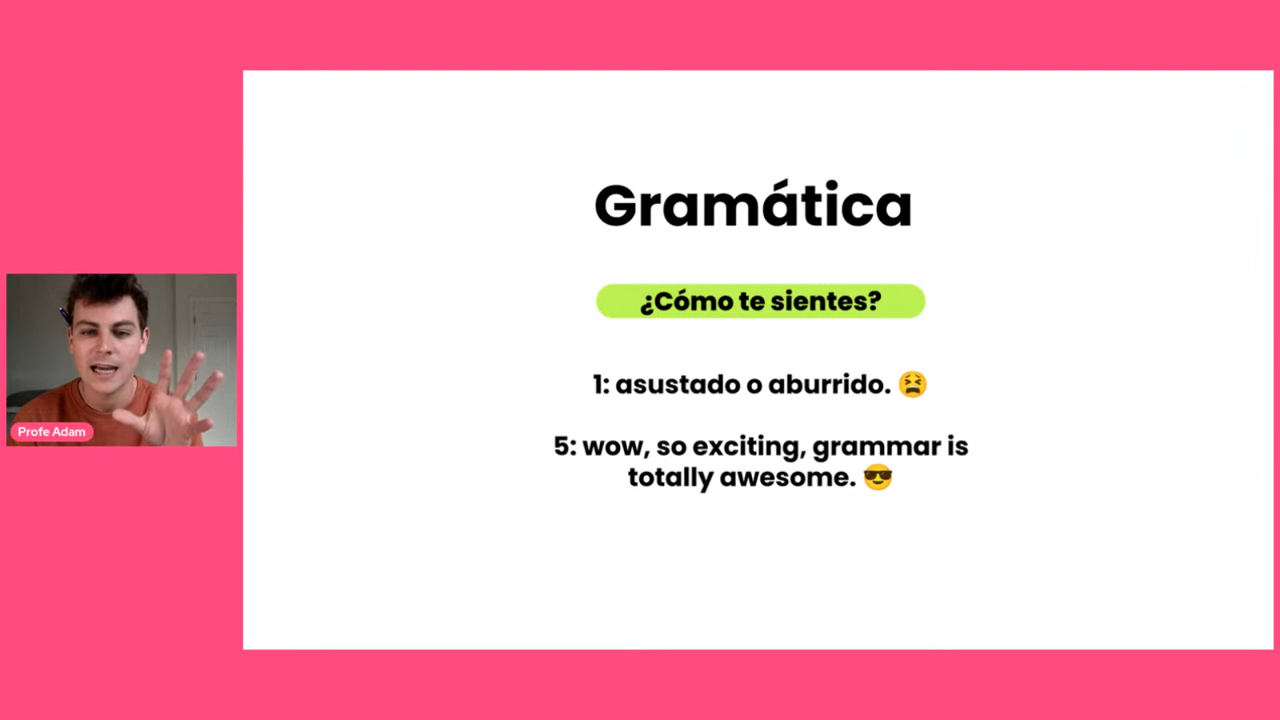 Gramática
¿Cómo te sientes?
1: asustado o aburrido. 😫
5: wow, so exciting, grammar is
totally awesome. 😎
Profe Adam